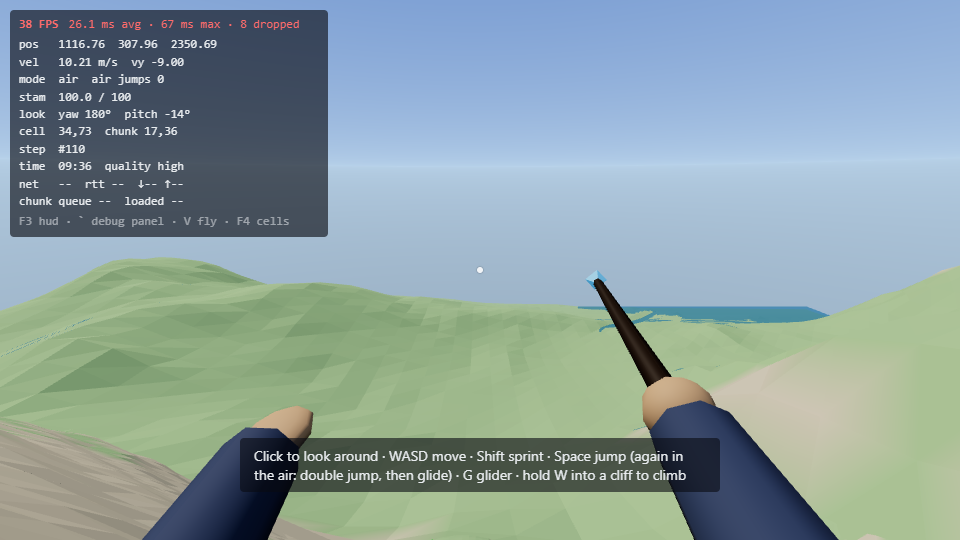 38 FPS 26.1 ms avg · 67 ms max · 8 dropped
pos 1116.76 307.96 2350.69
vel 10.21 m/s vy -9.00
mode air air jumps 0
stam 100.0 / 100
look yaw 180° pitch -14°
cell 34,73 chunk 17,36
step #110
time 09:36 quality high
net -- rtt -- ↓-- ↑--
chunk queue -- loaded --
F3 hud · ` debug panel · V fly · F4 cells
Click to look around · WASD move · Shift sprint · Space jump (again in
the air: double jump, then glide) · G glider · hold W into a cliff to climb